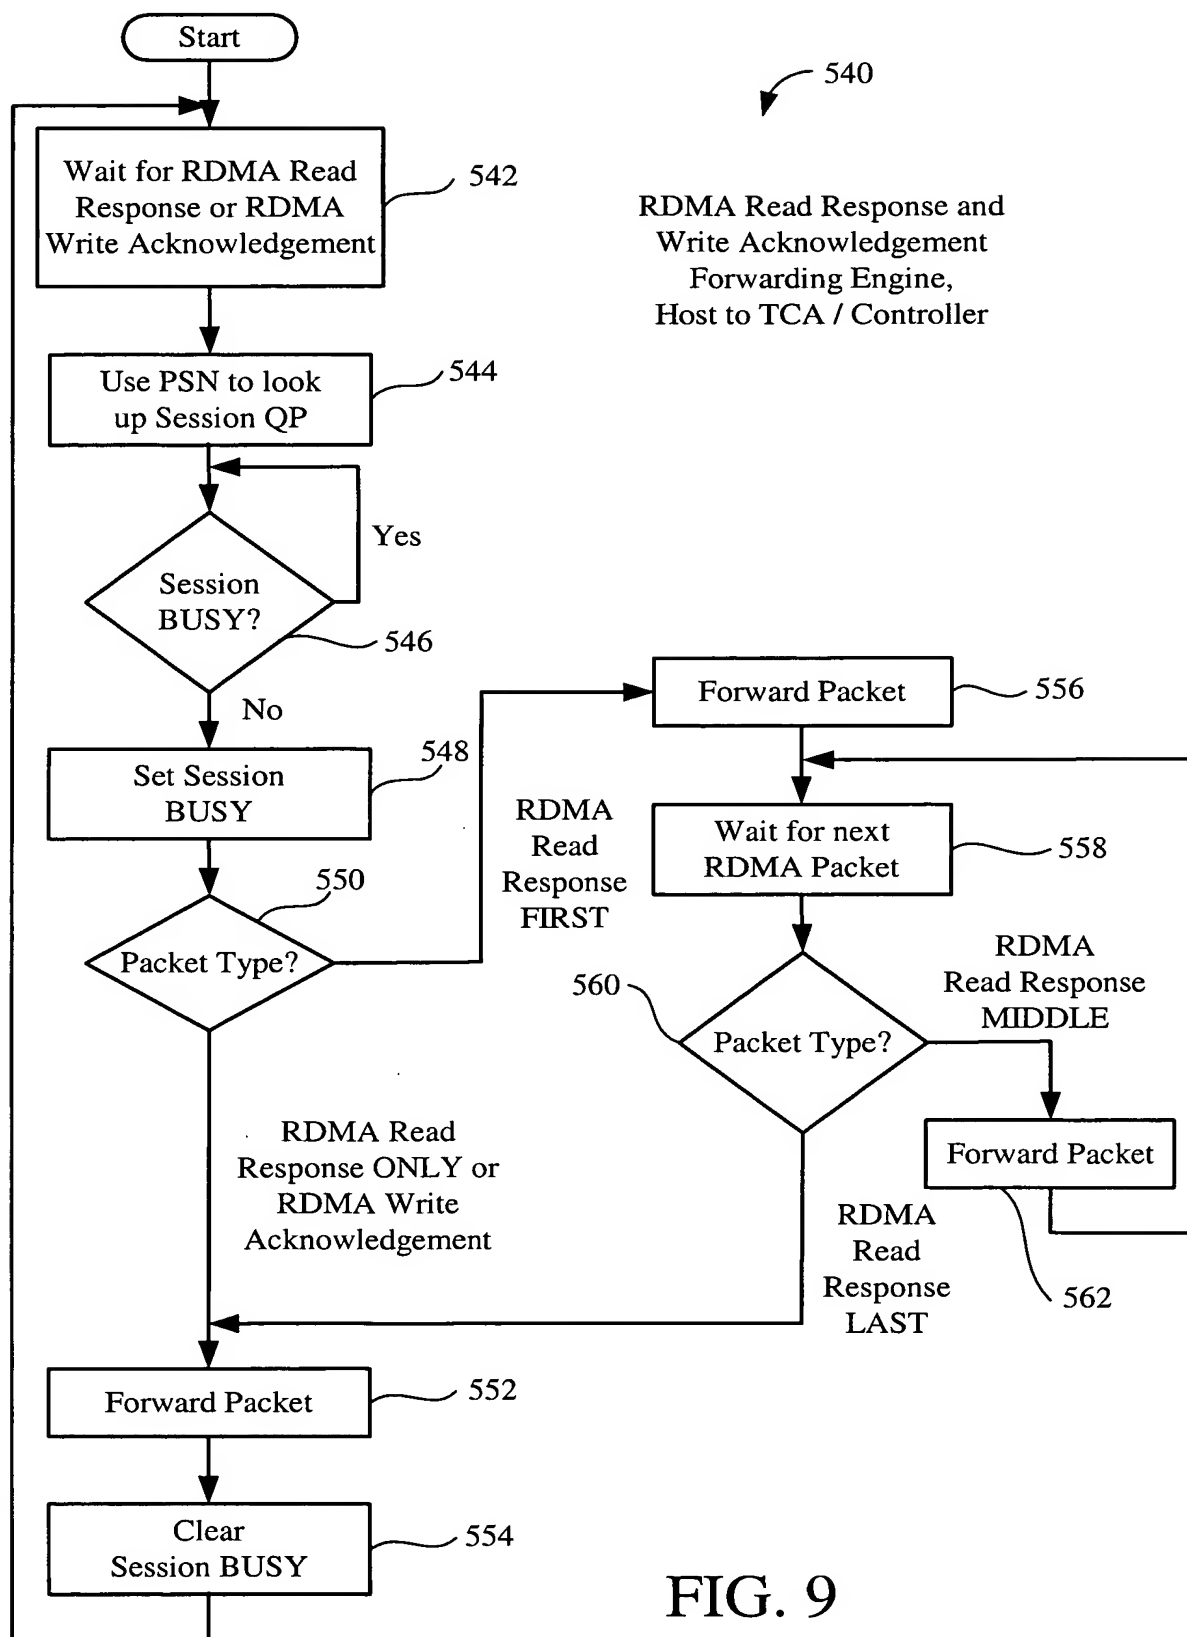 Start
540
Wait for RDMA Read
Response or RDMA
Write Acknowledgement
542
RDMA Read Response and
Write Acknowledgement
Forwarding Engine,
Host to TCA / Controller
Use PSN to look
up Session QP
544
Yes
Session
BUSY?
546
No
Set Session
BUSY
548
550
Packet Type?
RDMA
Read
Response
FIRST
Forward Packet
556
Wait for next
RDMA Packet
558
560
Packet Type?
RDMA
Read Response
MIDDLE
Forward Packet
562
RDMA Read
Response ONLY or
RDMA Write
Acknowledgement
RDMA
Read
Response
LAST
Forward Packet
552
Clear
Session BUSY
554
FIG. 9